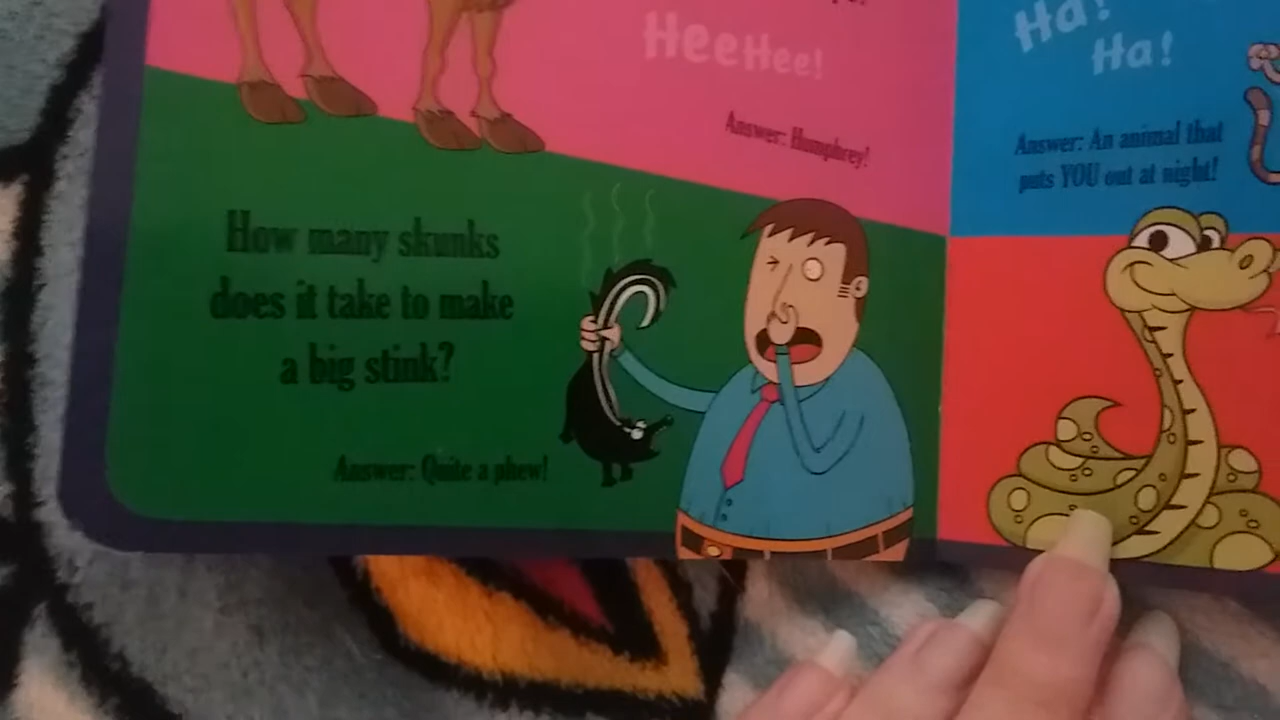 HeeHee!
Answer: Humphrey!
How many skunks
does it take to make
a big stink?
Answer: Quite a phew!
Ha!
Ha!
Answer: An animal that
puts YOU out at night!